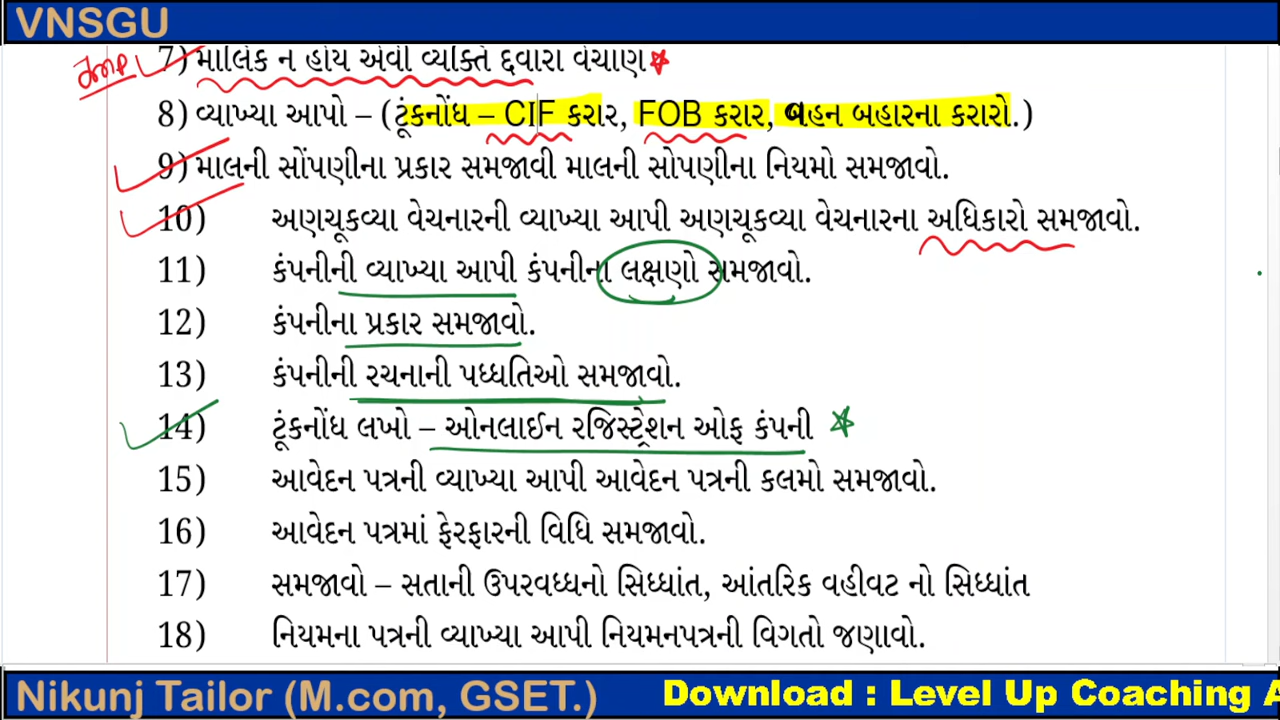 VNSGU
Imp 7) માલિક ન હોય એવી વ્યક્તિ દ્દવારા વેચાણ
8) વ્યાખ્યા આપો – (ટૂંકનોંધ – CIF કરાર, FOB કરાર, વહન બહારના કરારો.)
9) માલની સોંપણીના પ્રકાર સમજાવી માલની સોપણીના નિયમો સમજાવો.
10) અણચૂકવ્યા વેચનારની વ્યાખ્યા આપી અણચૂકવ્યા વેચનારના અધિકારો સમજાવો.
11) કંપનીની વ્યાખ્યા આપી કંપનીના લક્ષણો સમજાવો.
12) કંપનીના પ્રકાર સમજાવો.
13) કંપનીની રચનાની પધ્ધતિઓ સમજાવો.
14) ટૂંકનોંધ લખો – ઓનલાઈન રજિસ્ટ્રેશન ઓફ કંપની
15) આવેદન પત્રની વ્યાખ્યા આપી આવેદન પત્રની કલમો સમજાવો.
16) આવેદન પત્રમાં ફેરફારની વિધિ સમજાવો.
17) સમજાવો – સતાની ઉપરવધ્ધનો સિધ્ધાંત, આંતરિક વહીવટ નો સિધ્ધાંત
18) નિયમના પત્રની વ્યાખ્યા આપી નિયમનપત્રની વિગતો જણાવો.
Nikunj Tailor (M.com, GSET.) Download : Level Up Coaching A